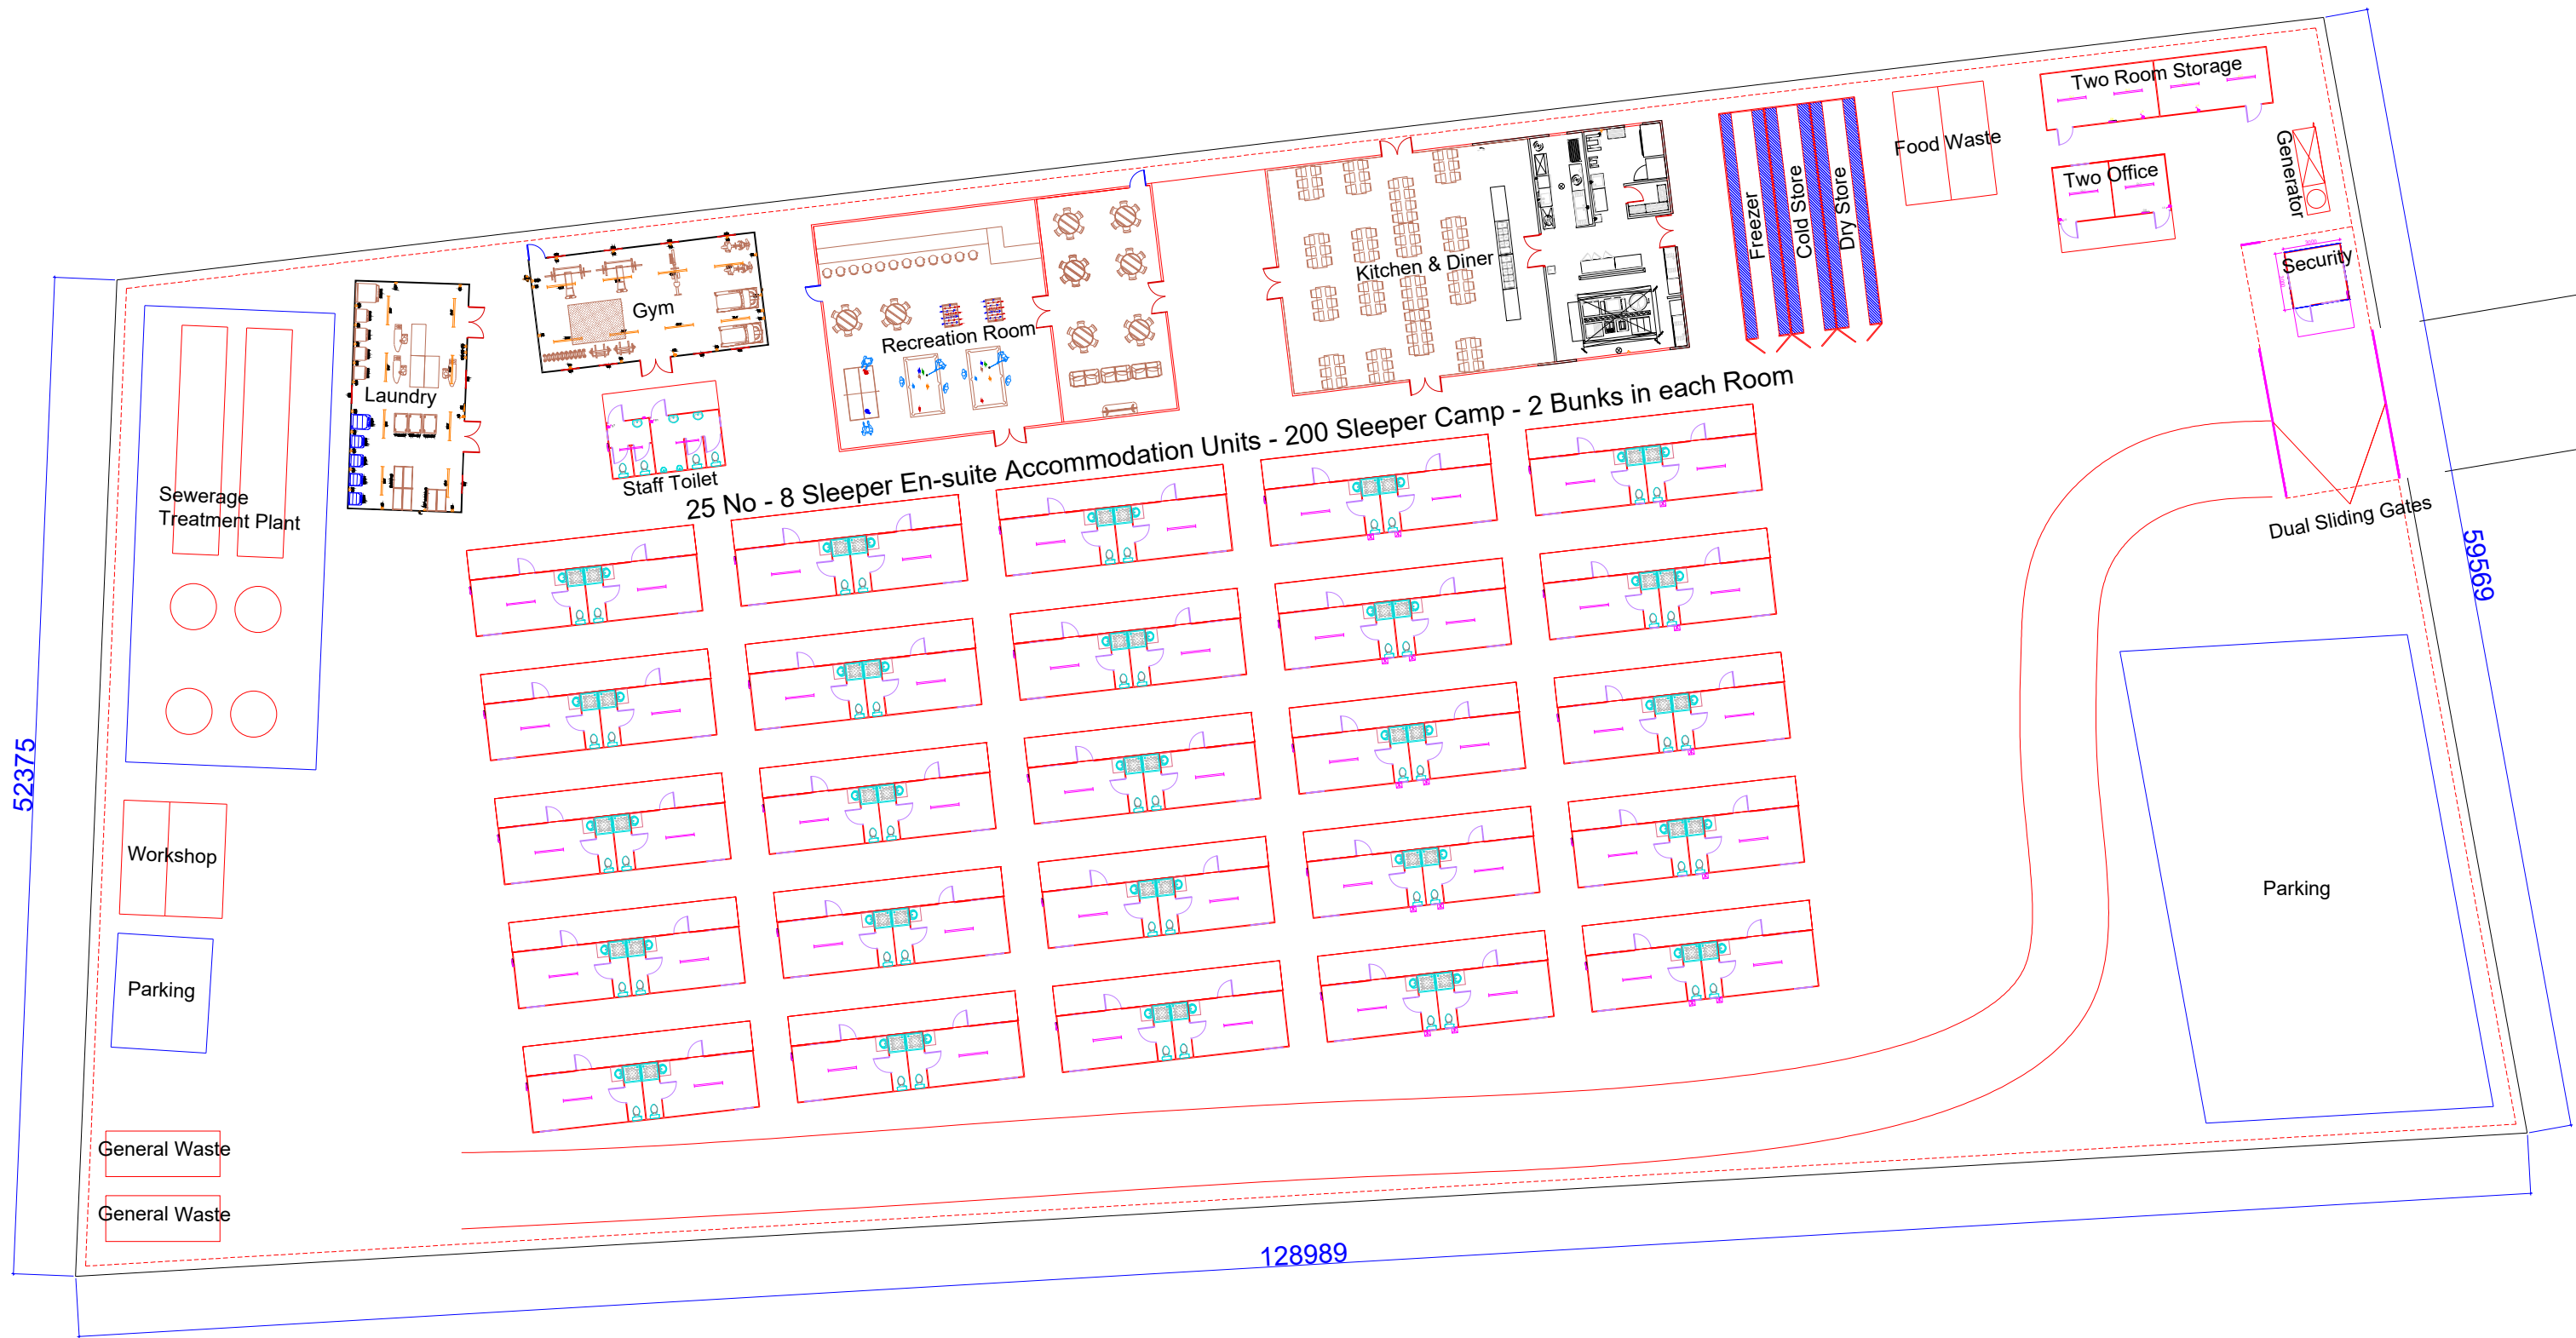 Two Room Storage
Food Waste
Generator
Two Office
Freezer
Cold Store
Dry Store
Security
Kitchen & Diner
Gym
Recreation Room
Laundry
Staff Toilet
25 No - 8 Sleeper En-suite Accommodation Units - 200 Sleeper Camp - 2 Bunks in each Room
Sewerage
Treatment Plant
Dual Sliding Gates
59569
52375
Workshop
Parking
Parking
General Waste
General Waste
128989